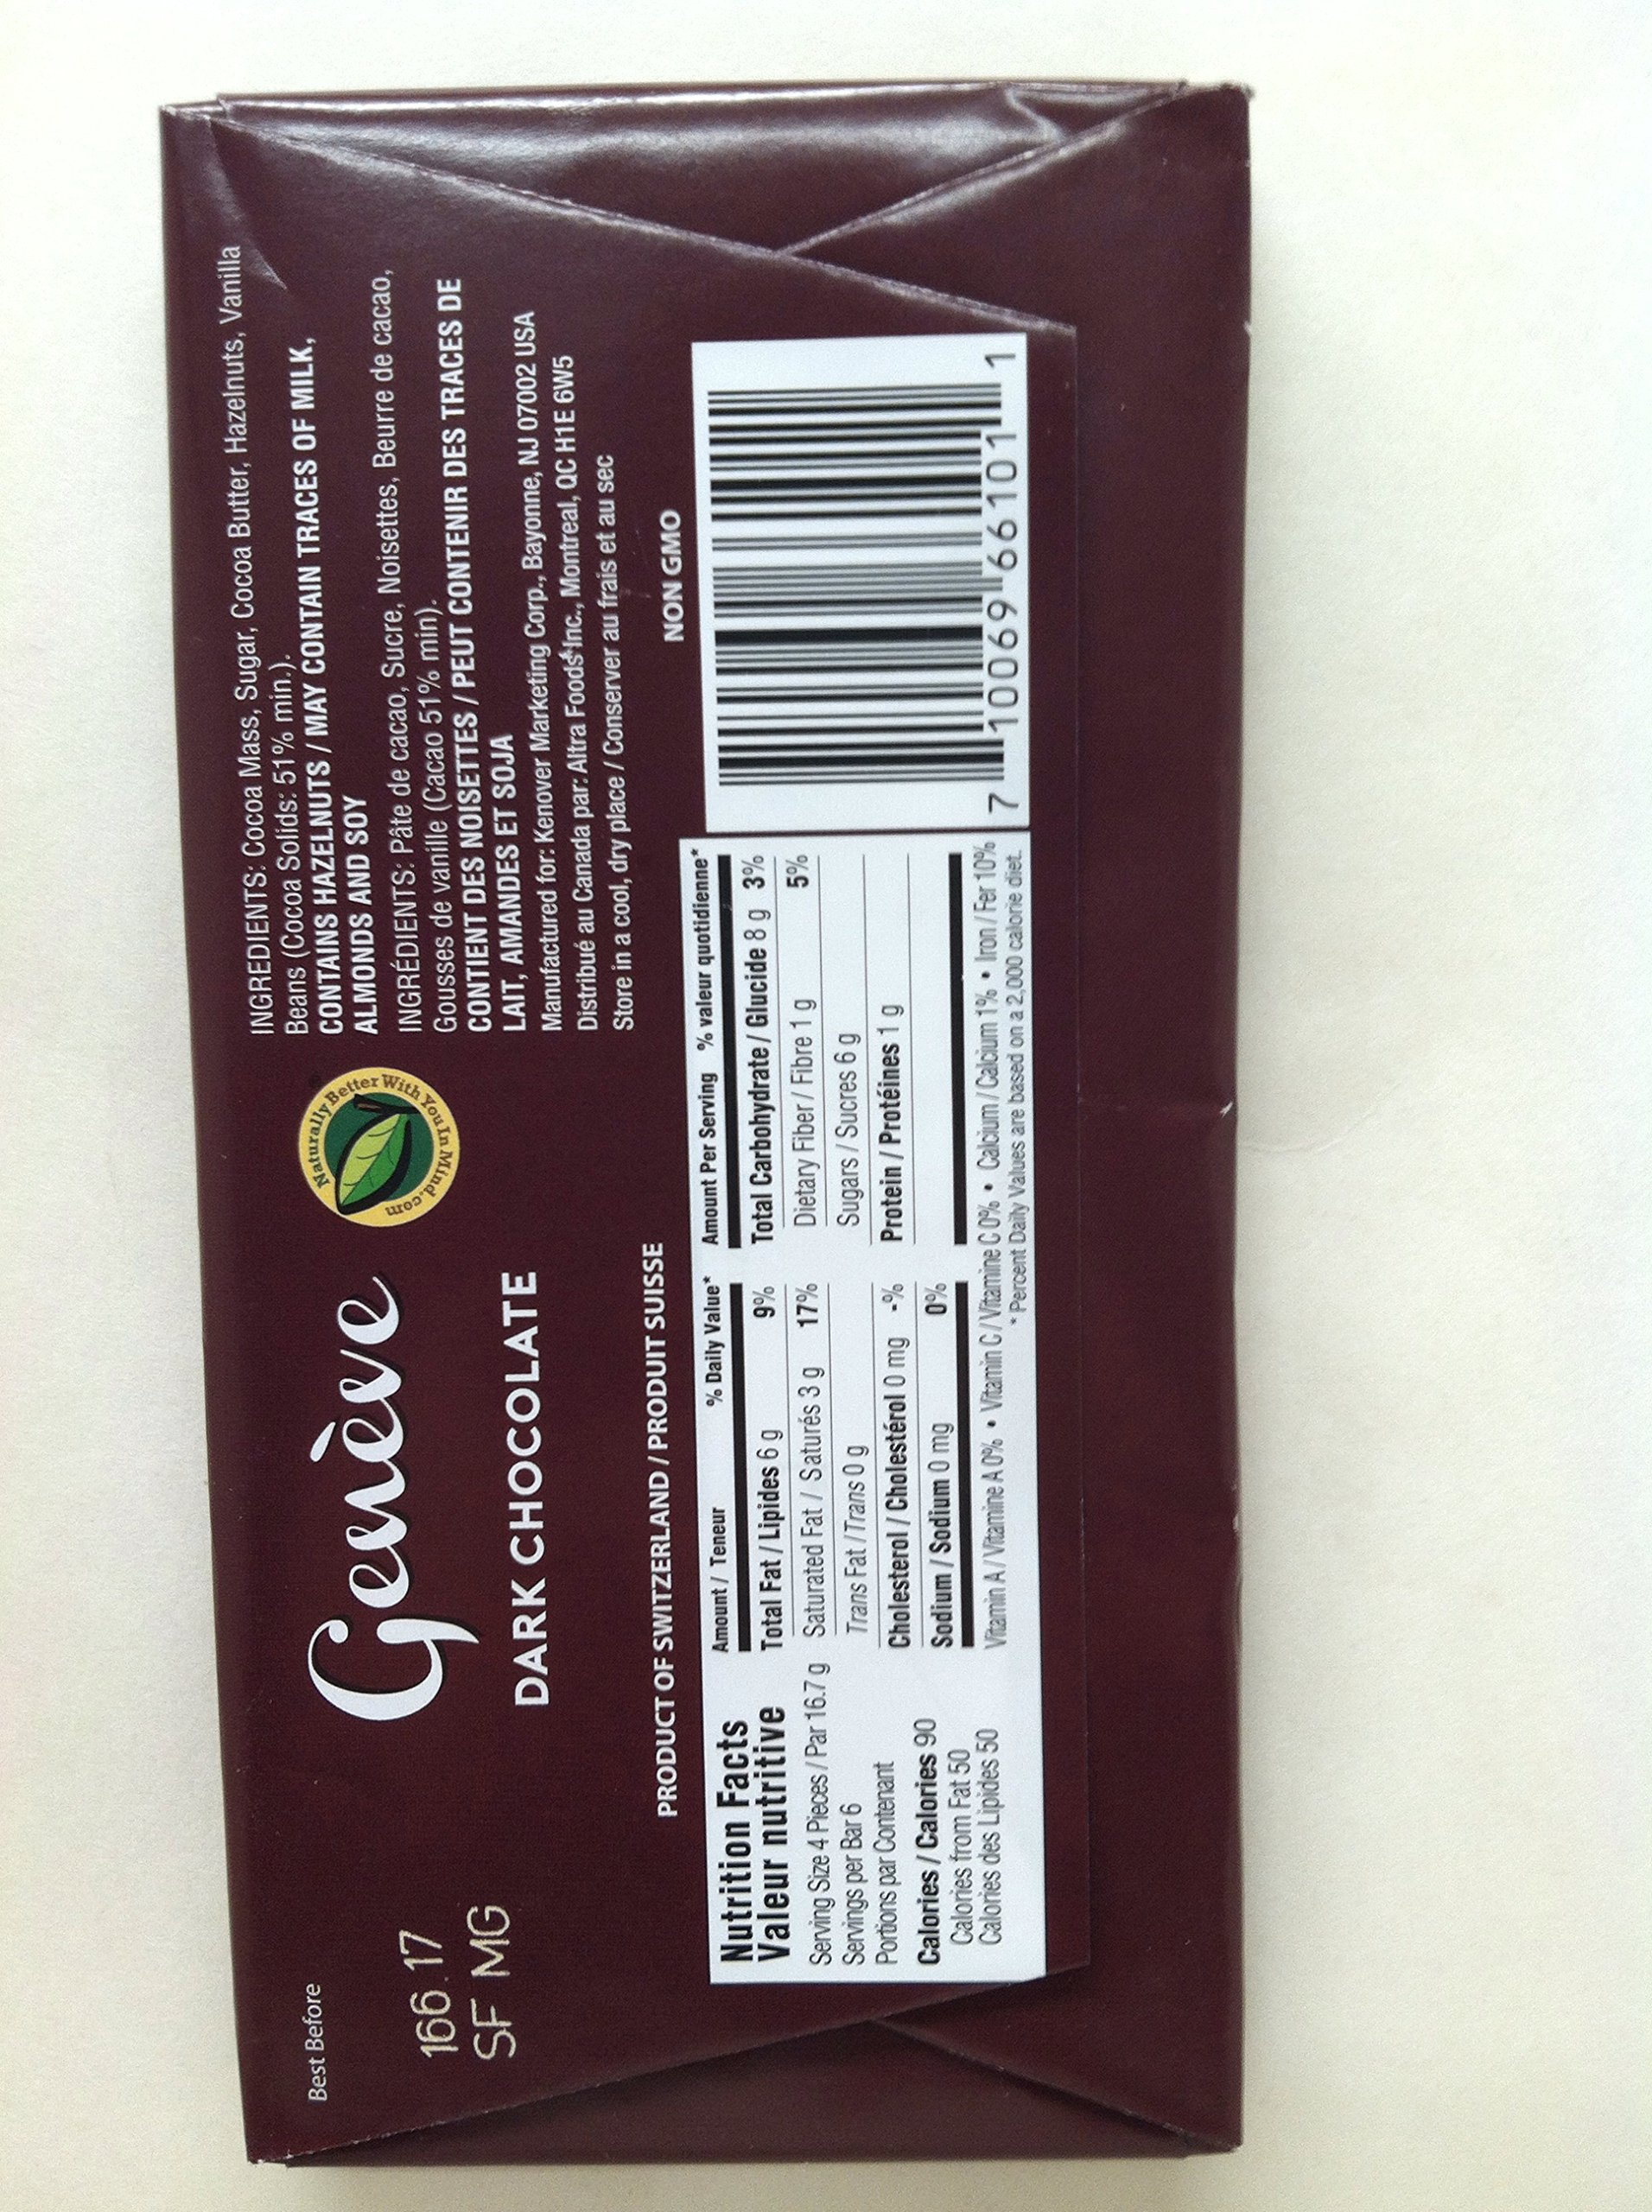 Best Before
166.17
SF MG
Genève
DARK CHOCOLATE
PRODUCT OF SWITZERLAND / PRODUIT SUISSE
Naturally Better With You In Mind.com
INGREDIENTS: Cocoa Mass, Sugar, Cocoa Butter, Hazelnuts, Vanilla
Beans (Cocoa Solids: 51% min.).
CONTAINS HAZELNUTS / MAY CONTAIN TRACES OF MILK,
ALMONDS AND SOY
INGRÉDIENTS: Pâte de cacao, Sucre, Noisettes, Beurre de cacao,
Gousses de vanille (Cacao 51% min).
CONTIENT DES NOISETTES / PEUT CONTENIR DES TRACES DE
LAIT, AMANDES ET SOJA
Manufactured for: Kenover Marketing Corp., Bayonne, NJ 07002 USA
Distribué au Canada par: Altra Foods Inc., Montreal, QC H1E 6W5
Store in a cool, dry place / Conserver au frais et au sec
NON GMO
Nutrition Facts
Valeur nutritive
Serving Size 4 Pieces / Par 16.7 g
Servings per Bar 6
Portions par Contenant
Calories / Calories 90
Calories from Fat 50
Calories des Lipides 50
Amount / Teneur % Daily Value*
Total Fat / Lipides 6 g 9%
Saturated Fat / Saturés 3 g 17%
Trans Fat / Trans 0 g
Cholesterol / Cholestérol 0 mg -%
Sodium / Sodium 0 mg 0%
Amount Per Serving % valeur quotidienne*
Total Carbohydrate / Glucide 8 g 3%
Dietary Fiber / Fibre 1 g 5%
Sugars / Sucres 6 g
Protein / Protéines 1 g
Vitamin A / Vitamine A 0% • Vitamin C / Vitamine C 0% • Calcium / Calcium 1% • Iron / Fer 10%
* Percent Daily Values are based on a 2,000 calorie diet.
7 10069 66101 1